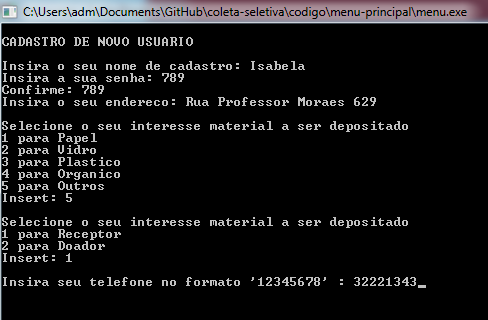 C:\Users\adm\Documents\GitHub\coleta-seletiva\codigo\menu-principal\menu.exe
CADASTRO DE NOVO USUARIO
Insira o seu nome de cadastro: Isabela
Insira a sua senha: 789
Confirme: 789
Insira o seu endereco: Rua Professor Moraes 629
Selecione o seu interesse material a ser depositado
1 para Papel
2 para Vidro
3 para Plastico
4 para Organico
5 para Outros
Insert: 5
Selecione o seu interesse material a ser depositado
1 para Receptor
2 para Doador
Insert: 1
Insira seu telefone no formato '12345678' : 32221343_